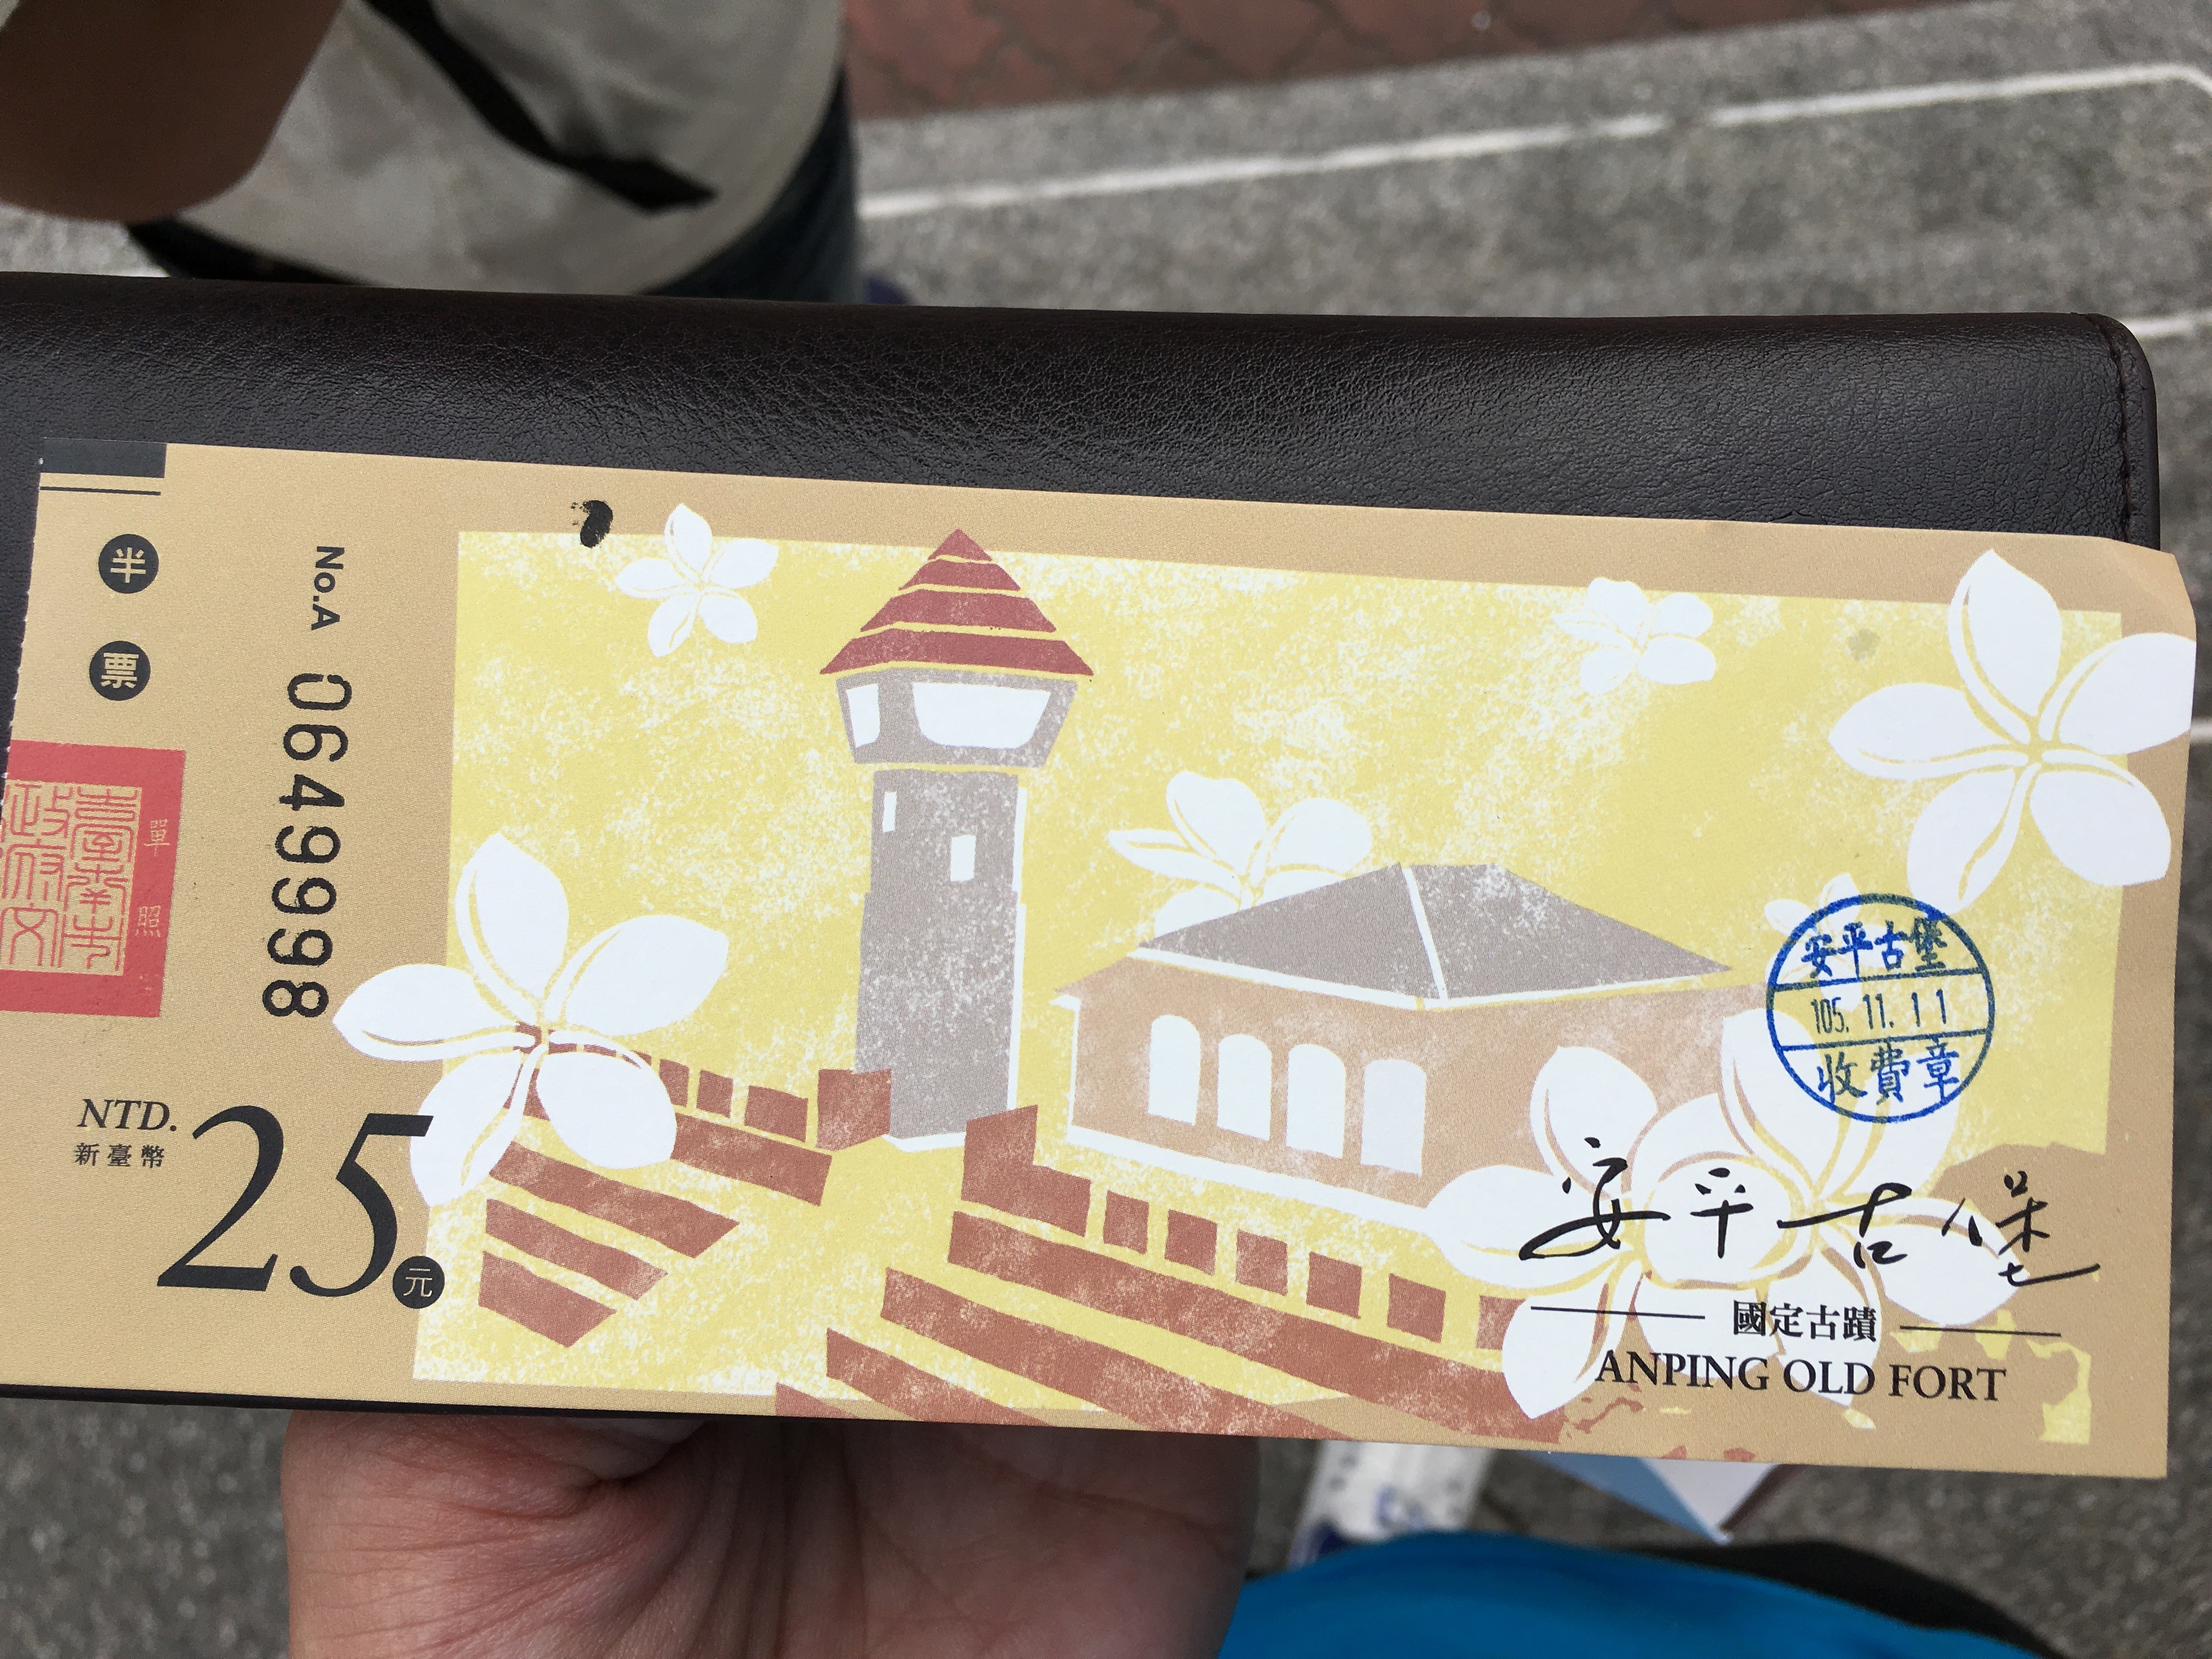 半票
No.A 0649998
臺南市政府文
單照
NTD.
新臺幣
25元
安平古堡
105.11.11
收費章
安平古堡
國定古蹟
ANPING OLD FORT